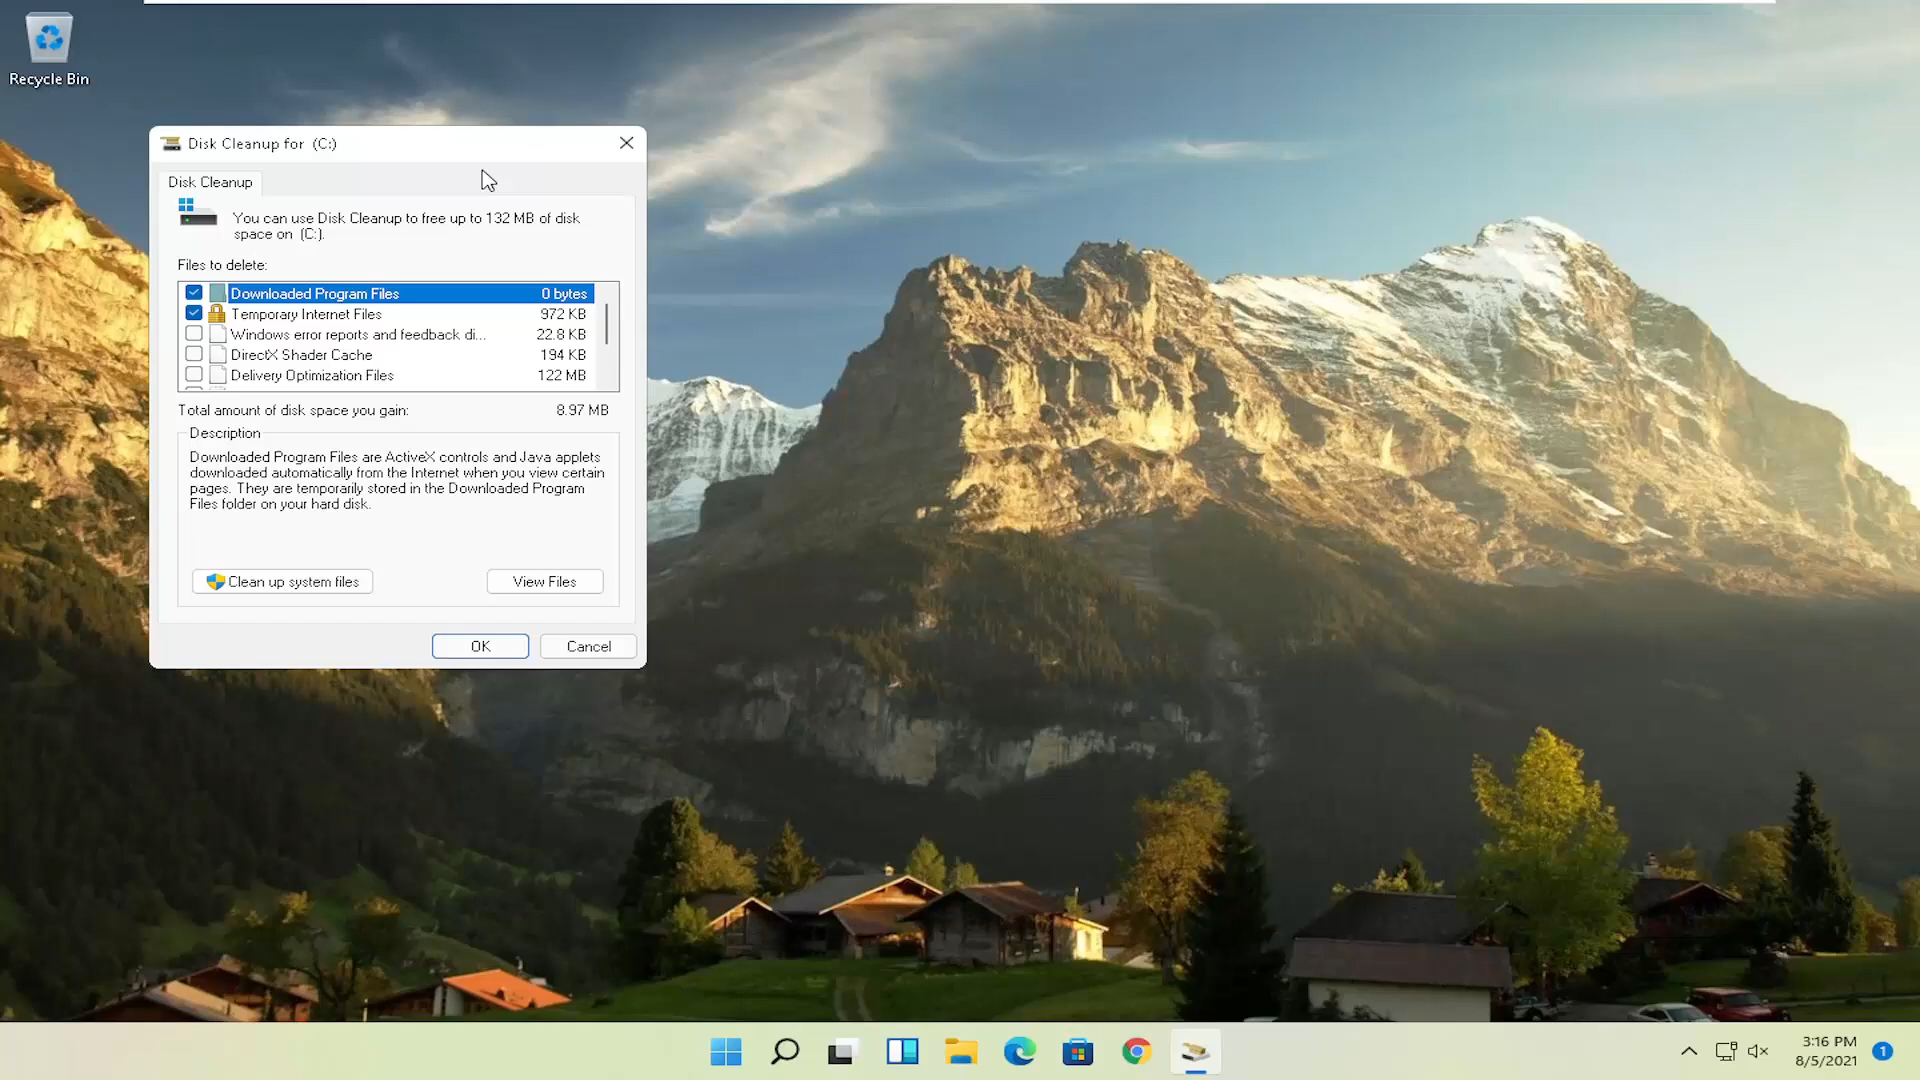 Recycle Bin
Disk Cleanup for  (C:)
Disk Cleanup
You can use Disk Cleanup to free up to 132 MB of disk
space on  (C:).
Files to delete:
Downloaded Program Files 0 bytes
Temporary Internet Files 972 KB
Windows error reports and feedback di... 22.8 KB
DirectX Shader Cache 194 KB
Delivery Optimization Files 122 MB
Total amount of disk space you gain: 8.97 MB
Description
Downloaded Program Files are ActiveX controls and Java applets
downloaded automatically from the Internet when you view certain
pages. They are temporarily stored in the Downloaded Program
Files folder on your hard disk.
Clean up system files
View Files
OK
Cancel
3:16 PM
8/5/2021
1